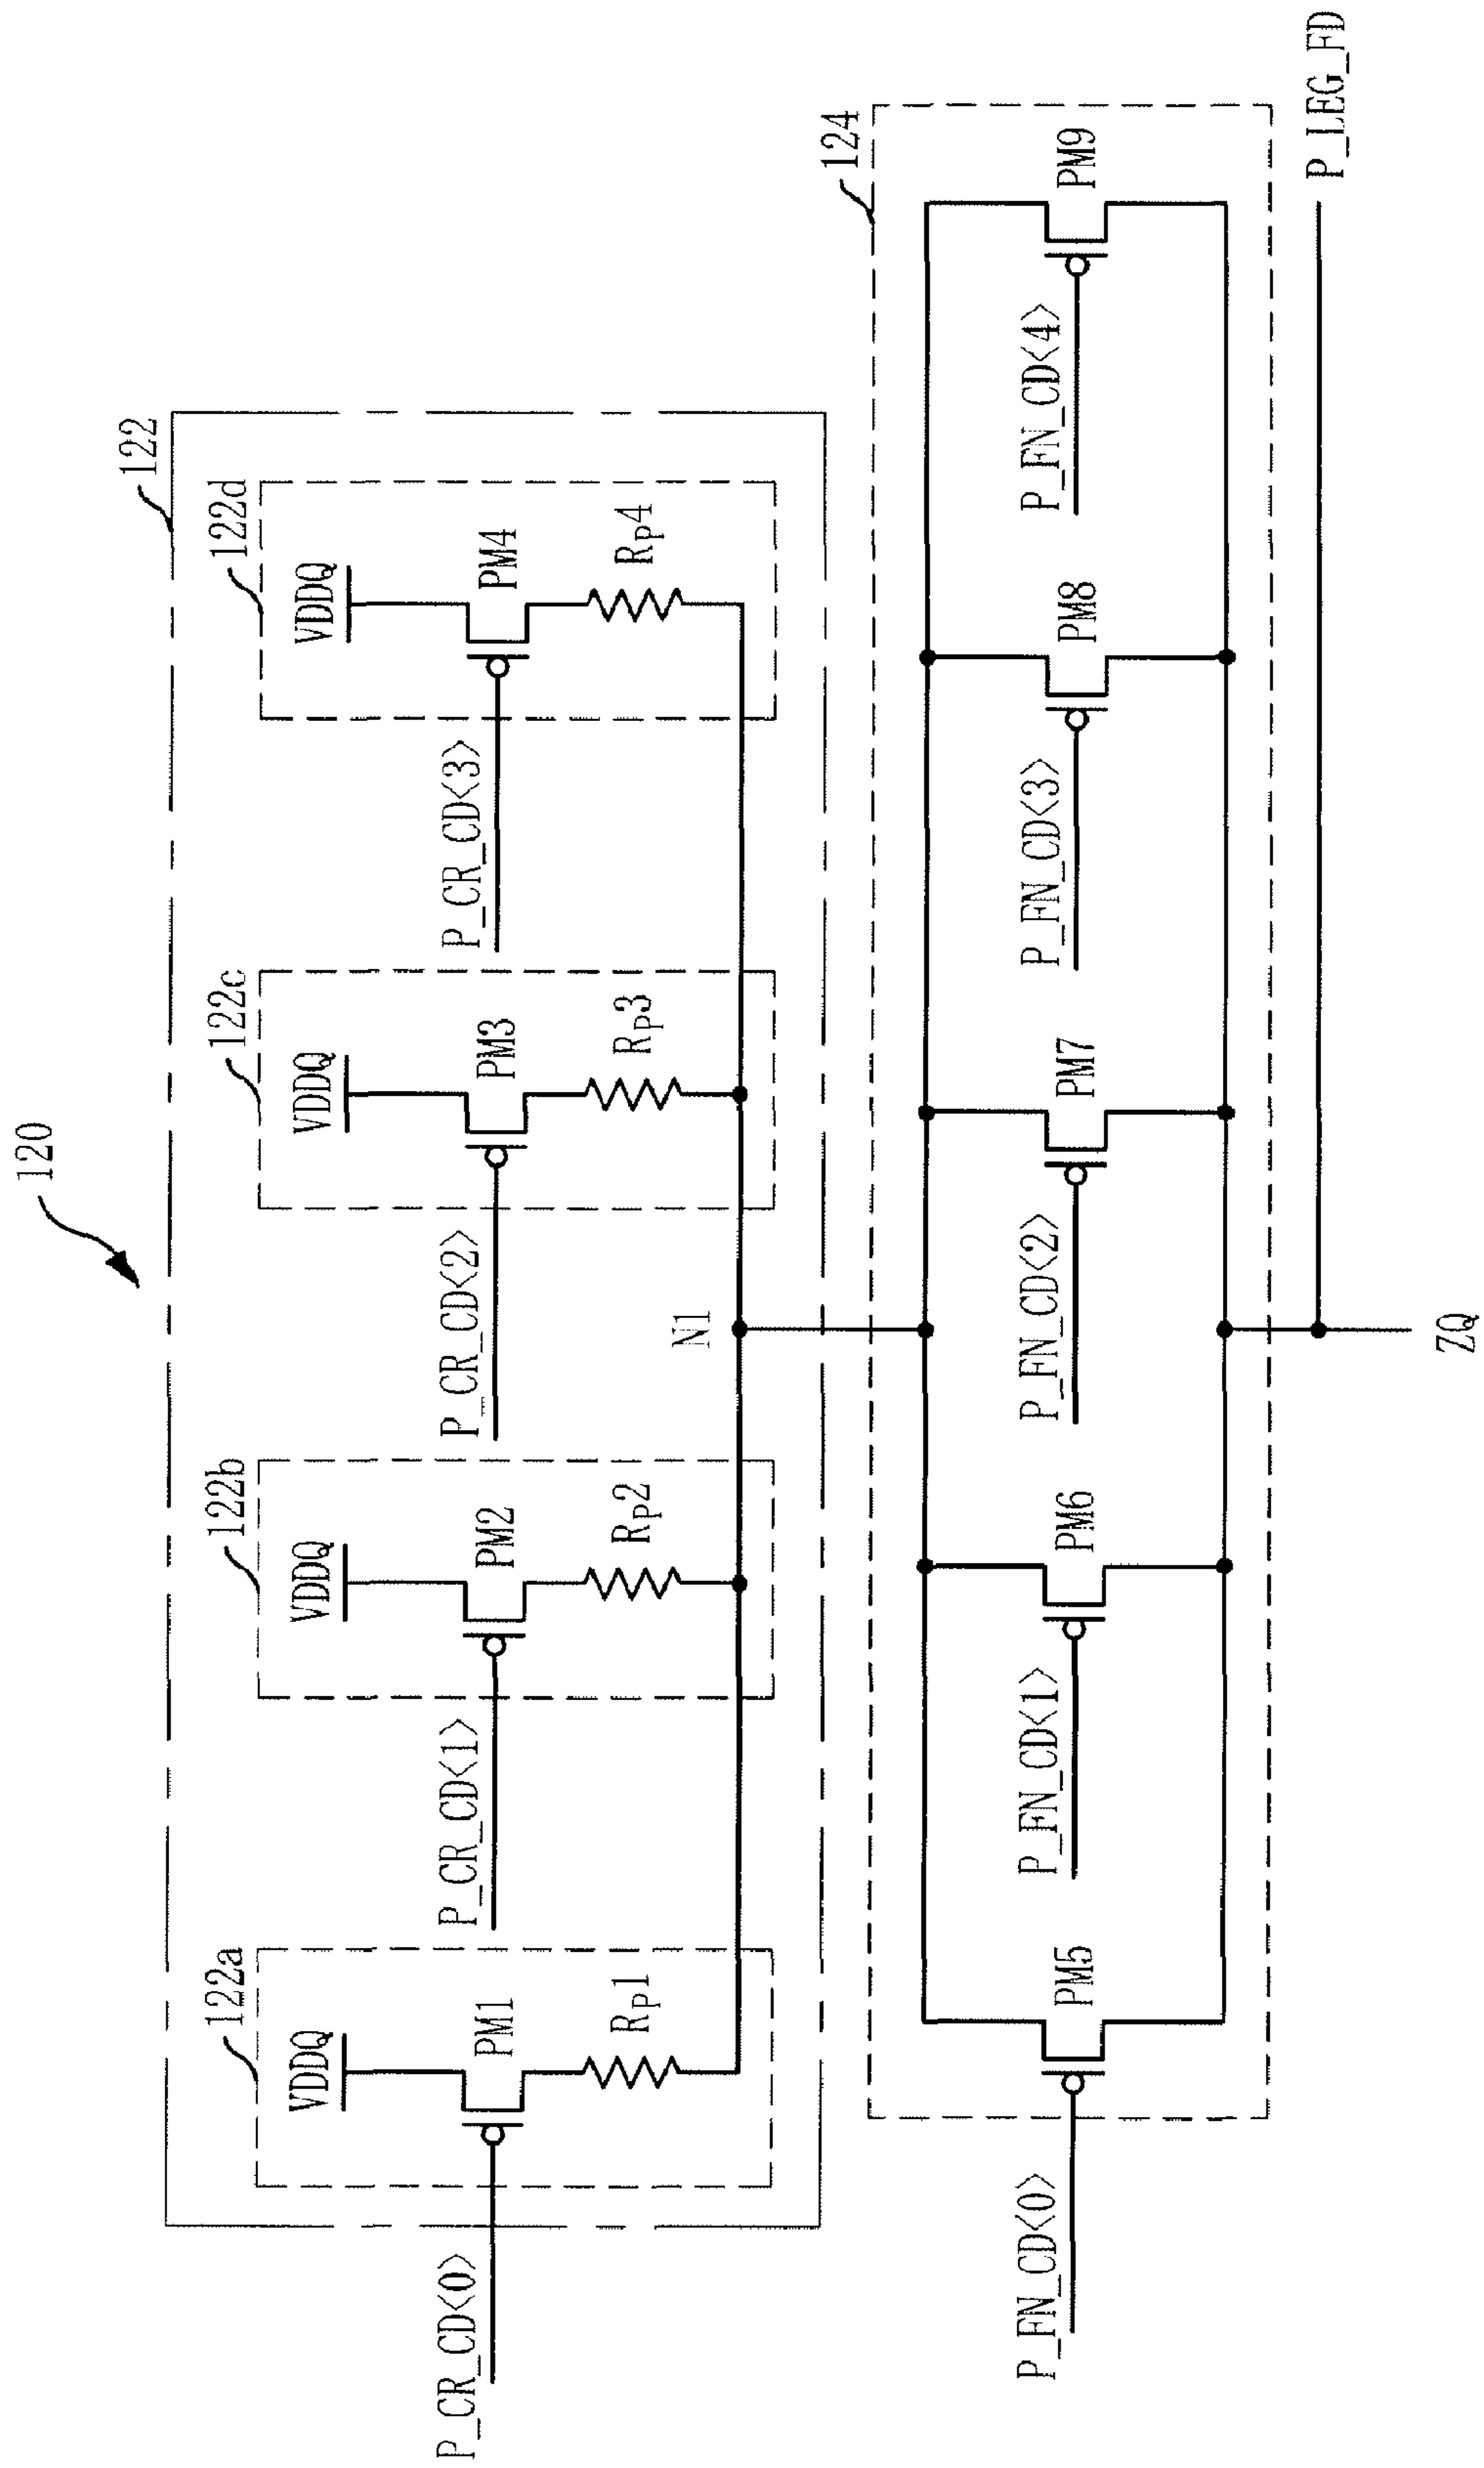 120
122
122a
122b
122c
122d
VDDQ
VDDQ
VDDQ
VDDQ
P_CR_CD<0>
PM1
P_CR_CD<1>
PM2
P_CR_CD<2>
PM3
P_CR_CD<3>
PM4
Rp1
Rp2
Rp3
Rp4
N1
124
P_FN_CD<0>
PM5
P_FN_CD<1>
PM6
P_FN_CD<2>
PM7
P_FN_CD<3>
PM8
P_FN_CD<4>
PM9
P_LEG_FD
ZQ